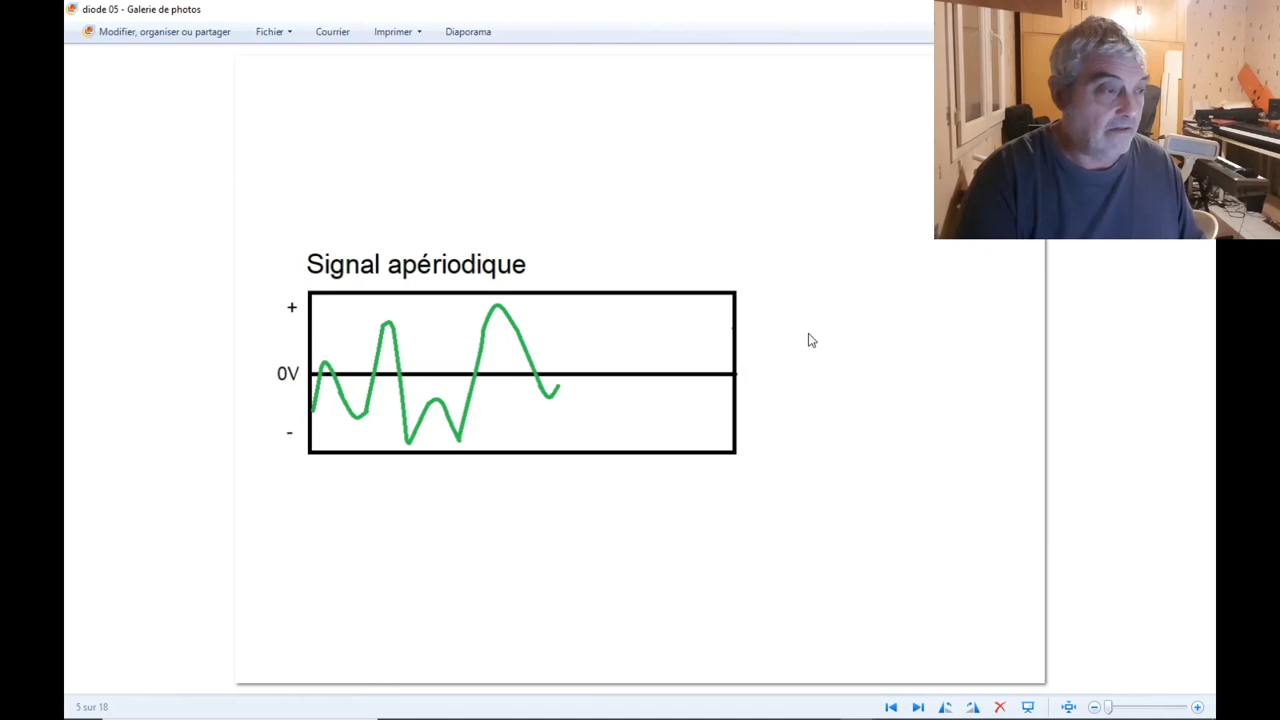 diode 05 - Galerie de photos
Modifier, organiser ou partager Fichier Courrier Imprimer Diaporama
Signal apériodique
+
0V
-
5 sur 18